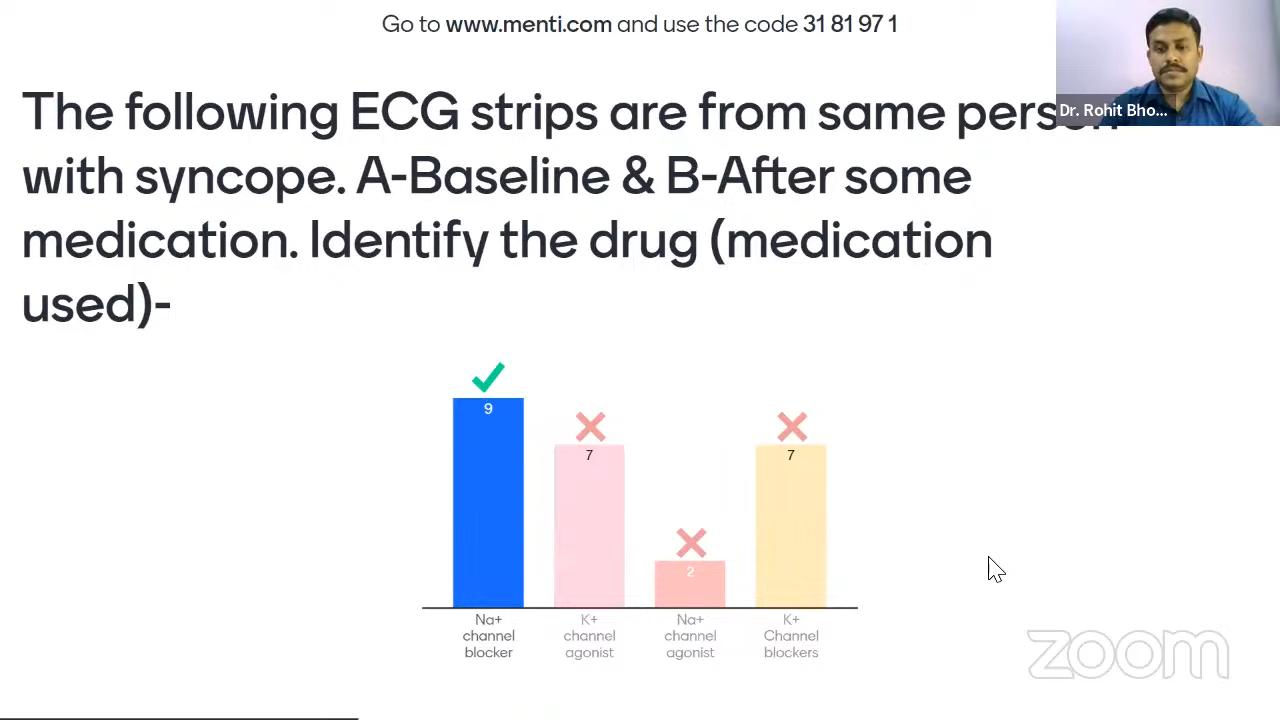 Go to www.menti.com and use the code 31 81 97 1
The following ECG strips are from same person
with syncope. A-Baseline & B-After some
medication. Identify the drug (medication
used)-
Dr. Rohit Bho...
9
7
2
7
Na+
channel
blocker
K+
channel
agonist
Na+
channel
agonist
K+
Channel
blockers
zoom